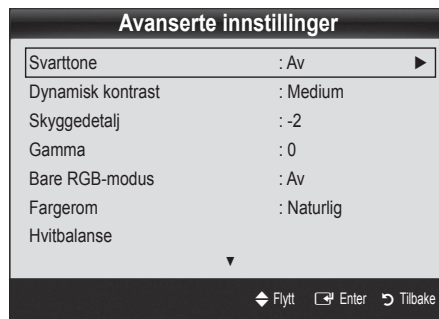 Avanserte innstillinger
Svarttone : Av ►
Dynamisk kontrast : Medium
Skyggedetalj : -2
Gamma : 0
Bare RGB-modus : Av
Fargerom : Naturlig
Hvitbalanse
▼
Flytt Enter Tilbake